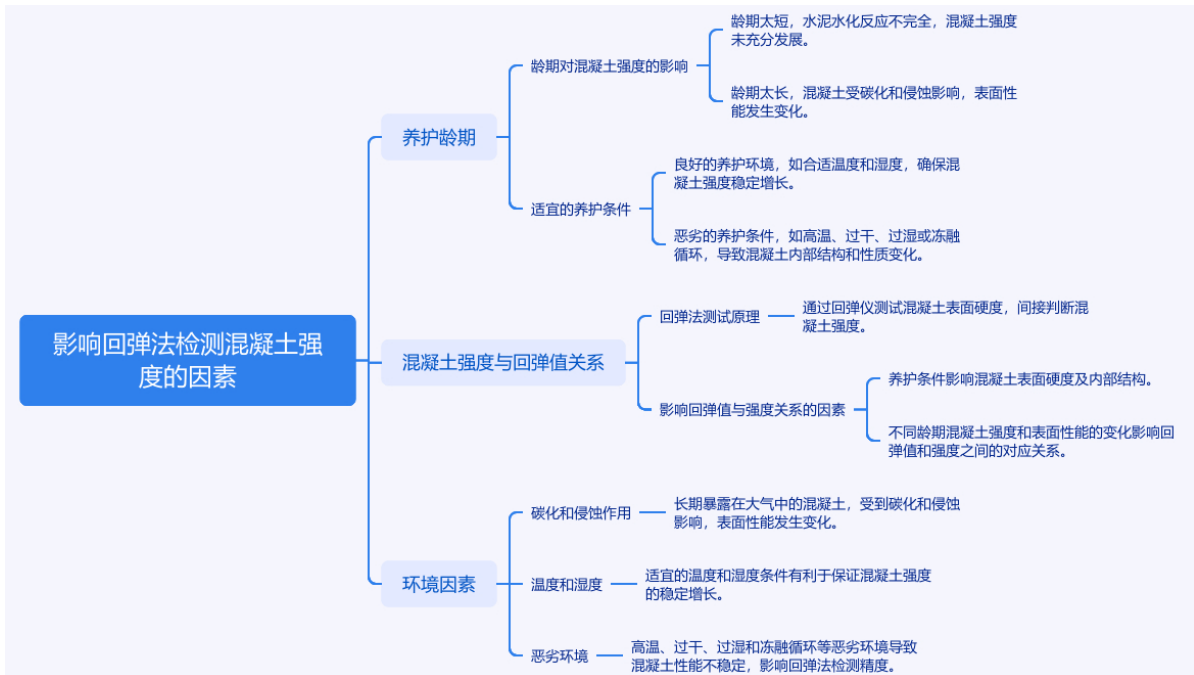 影响回弹法检测混凝土强
度的因素
养护龄期
龄期对混凝土强度的影响
龄期太短，水泥水化反应不完全，混凝土强度
未充分发展。
龄期太长，混凝土受碳化和侵蚀影响，表面性
能发生变化。
适宜的养护条件
良好的养护环境，如合适温度和湿度，确保混
凝土强度稳定增长。
恶劣的养护条件，如高温、过干、过湿或冻融
循环，导致混凝土内部结构和性质变化。
混凝土强度与回弹值关系
回弹法测试原理
通过回弹仪测试混凝土表面硬度，间接判断混
凝土强度。
影响回弹值与强度关系的因素
养护条件影响混凝土表面硬度及内部结构。
不同龄期混凝土强度和表面性能的变化影响回
弹值和强度之间的对应关系。
环境因素
碳化和侵蚀作用
长期暴露在大气中的混凝土，受到碳化和侵蚀
影响，表面性能发生变化。
温度和湿度
适宜的温度和湿度条件有利于保证混凝土强度
的稳定增长。
恶劣环境
高温、过干、过湿和冻融循环等恶劣环境导致
混凝土性能不稳定，影响回弹法检测精度。